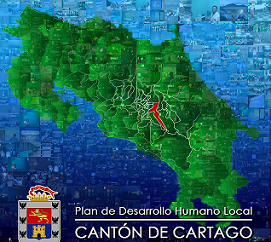 Plan de Desarrollo Humano Local
CANTÓN DE CARTAGO